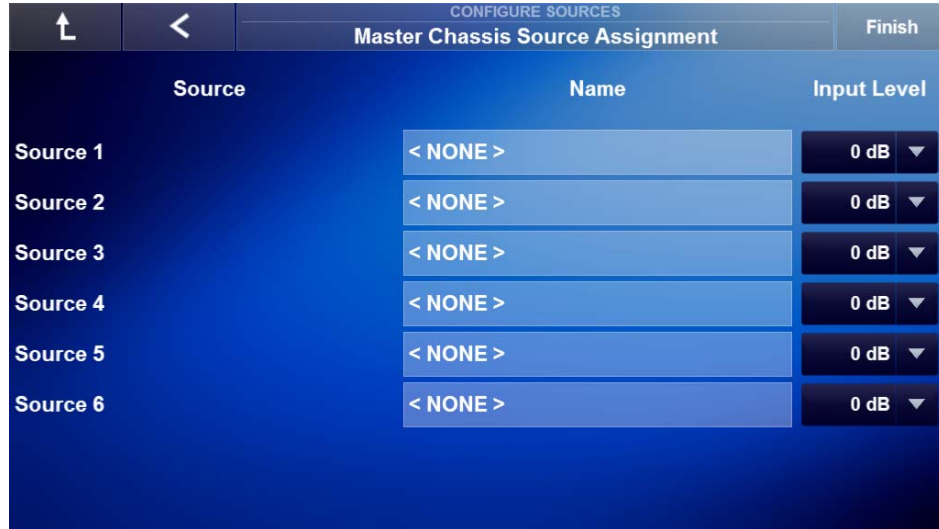 CONFIGURE SOURCES
Master Chassis Source Assignment
Finish
Source Name Input Level
Source 1 < NONE > 0 dB
Source 2 < NONE > 0 dB
Source 3 < NONE > 0 dB
Source 4 < NONE > 0 dB
Source 5 < NONE > 0 dB
Source 6 < NONE > 0 dB